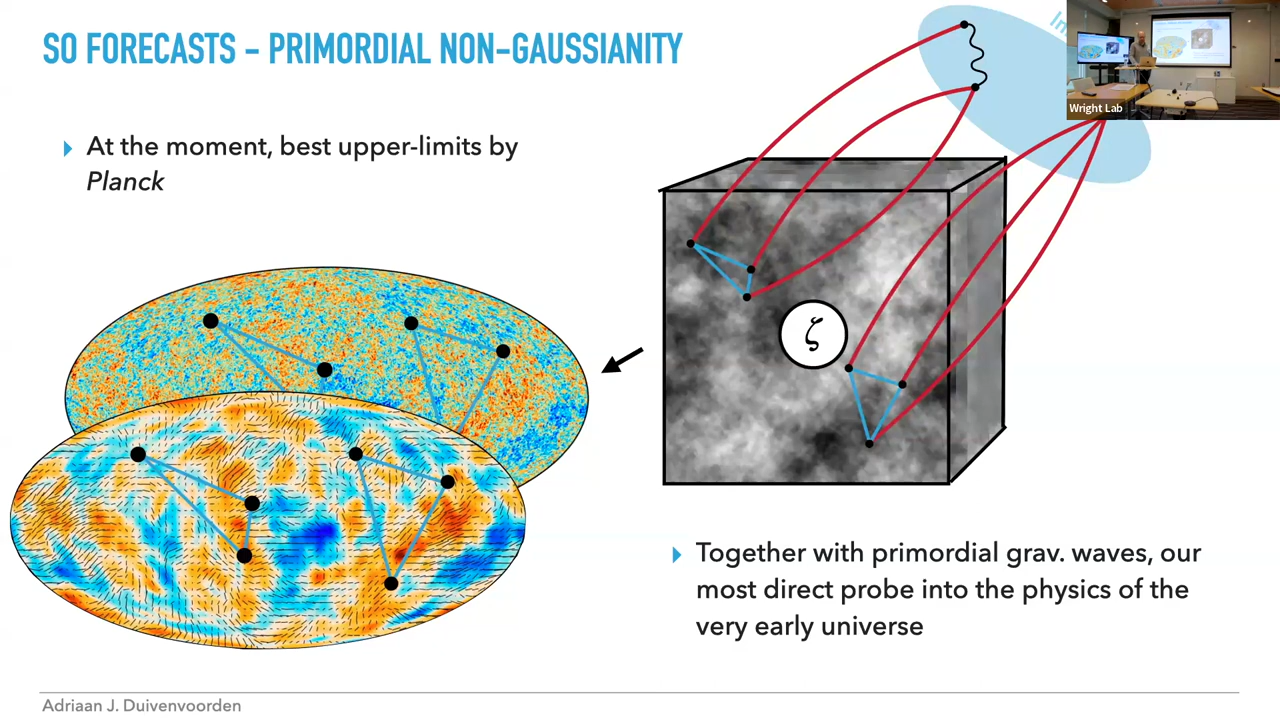 SO FORECASTS - PRIMORDIAL NON-GAUSSIANITY
Wright Lab
At the moment, best upper-limits by
Planck
ζ
Together with primordial grav. waves, our
most direct probe into the physics of the
very early universe
Adriaan J. Duivenvoorden